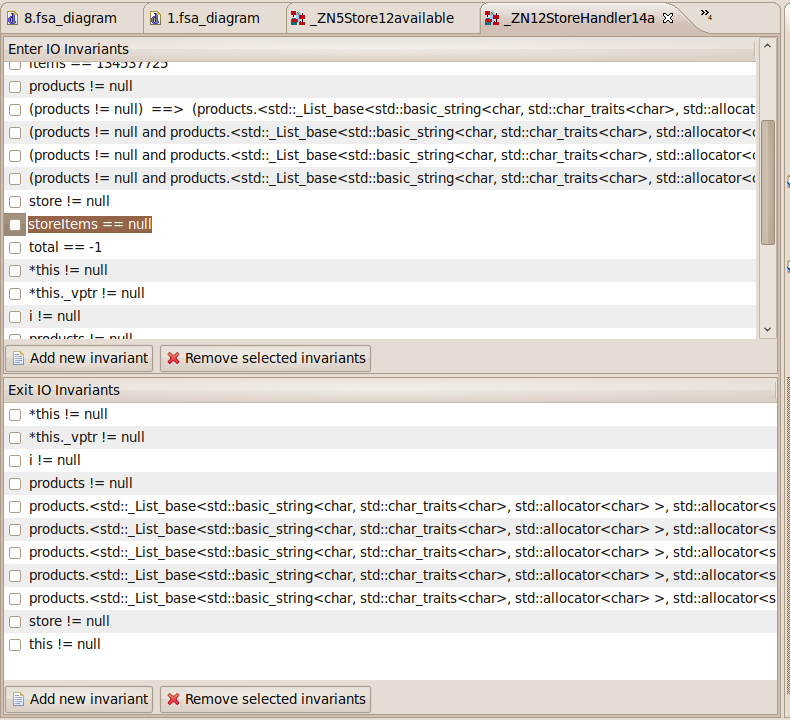 8.fsa_diagram
1.fsa_diagram
_ZN5Store12available
_ZN12StoreHandler14a
»4
Enter IO Invariants
items == 134537725
products != null
(products != null)  ==>  (products.<std::_List_base<std::basic_string<char, std::char_traits<char>, std::allocat
(products != null and products.<std::_List_base<std::basic_string<char, std::char_traits<char>, std::allocator<c
(products != null and products.<std::_List_base<std::basic_string<char, std::char_traits<char>, std::allocator<c
(products != null and products.<std::_List_base<std::basic_string<char, std::char_traits<char>, std::allocator<c
store != null
storeItems == null
total == -1
*this != null
*this._vptr != null
i != null
products != null
Add new invariant
Remove selected invariants
Exit IO Invariants
*this != null
*this._vptr != null
i != null
products != null
products.<std::_List_base<std::basic_string<char, std::char_traits<char>, std::allocator<char> >, std::allocator<s
products.<std::_List_base<std::basic_string<char, std::char_traits<char>, std::allocator<char> >, std::allocator<s
products.<std::_List_base<std::basic_string<char, std::char_traits<char>, std::allocator<char> >, std::allocator<s
products.<std::_List_base<std::basic_string<char, std::char_traits<char>, std::allocator<char> >, std::allocator<s
products.<std::_List_base<std::basic_string<char, std::char_traits<char>, std::allocator<char> >, std::allocator<s
store != null
this != null
Add new invariant
Remove selected invariants